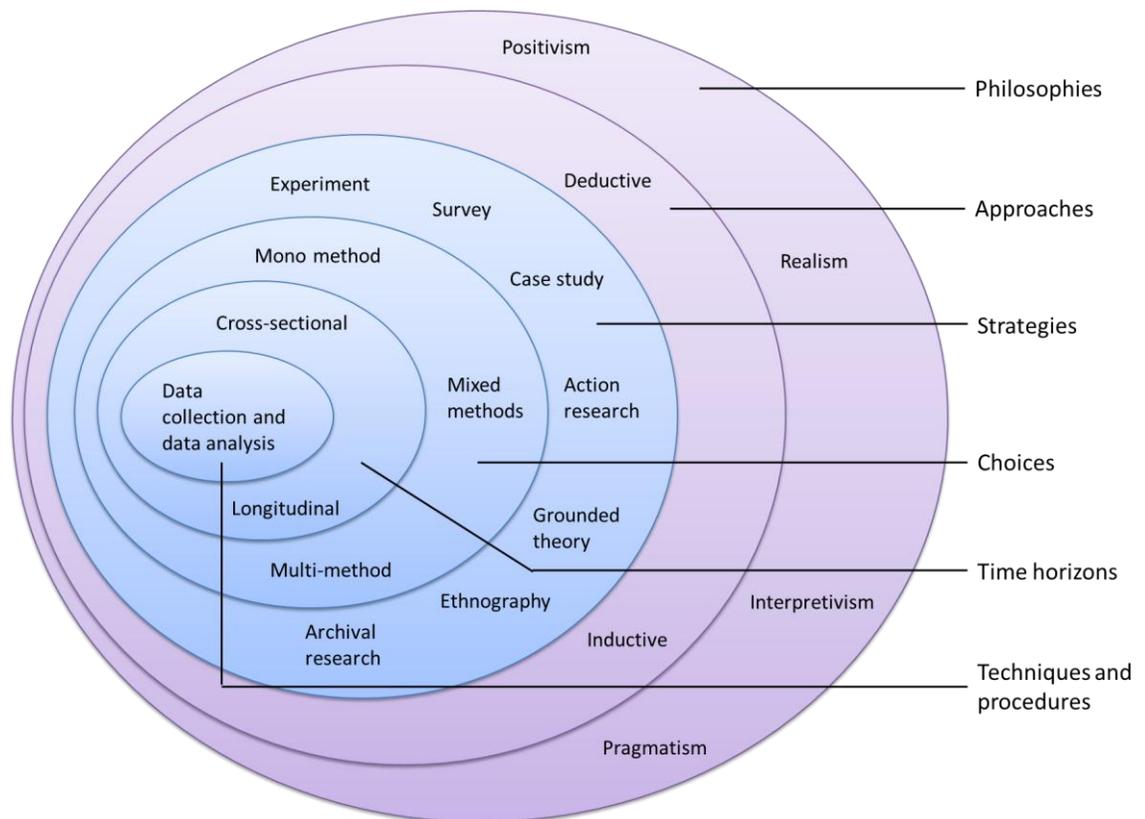 Positivism
Philosophies
Deductive
Experiment
Survey
Approaches
Mono method
Realism
Case study
Cross-sectional
Strategies
Data
collection and
data analysis
Mixed
methods
Action
research
Choices
Longitudinal
Grounded
theory
Multi-method
Time horizons
Ethnography
Interpretivism
Archival
research
Inductive
Techniques and
procedures
Pragmatism